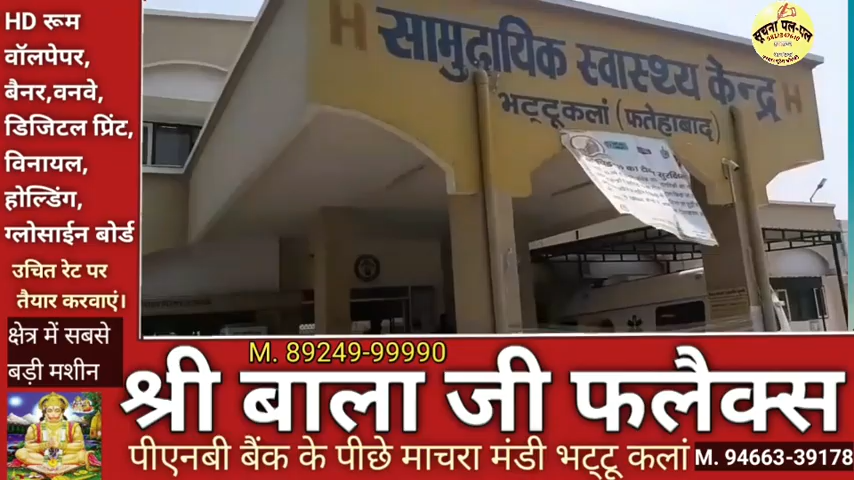 HD रूम
वॉलपेपर,
बैनर,वनवे,
डिजिटल प्रिंट,
विनायल,
होल्डिंग,
ग्लोसाईन बोर्ड
उचित रेट पर
तैयार करवाएं।
क्षेत्र में सबसे
बड़ी मशीन
H सामुदायिक स्वास्थ्य केन्द्र H
भट्टूकलां (फतेहाबाद)
सूचना पल-पल
M. 89249-99990
श्री बाला जी फलैक्स
पीएनबी बैंक के पीछे माचरा मंडी भट्टू कलां M. 94663-39178